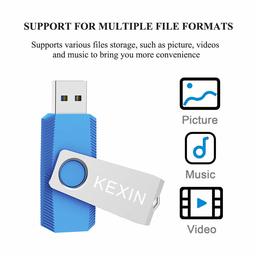 SUPPORT FOR MULTIPLE FILE FORMATS
Supports various files storage, such as picture, videos
and music to bring you more convenience
Picture
Music
KEXIN
Video